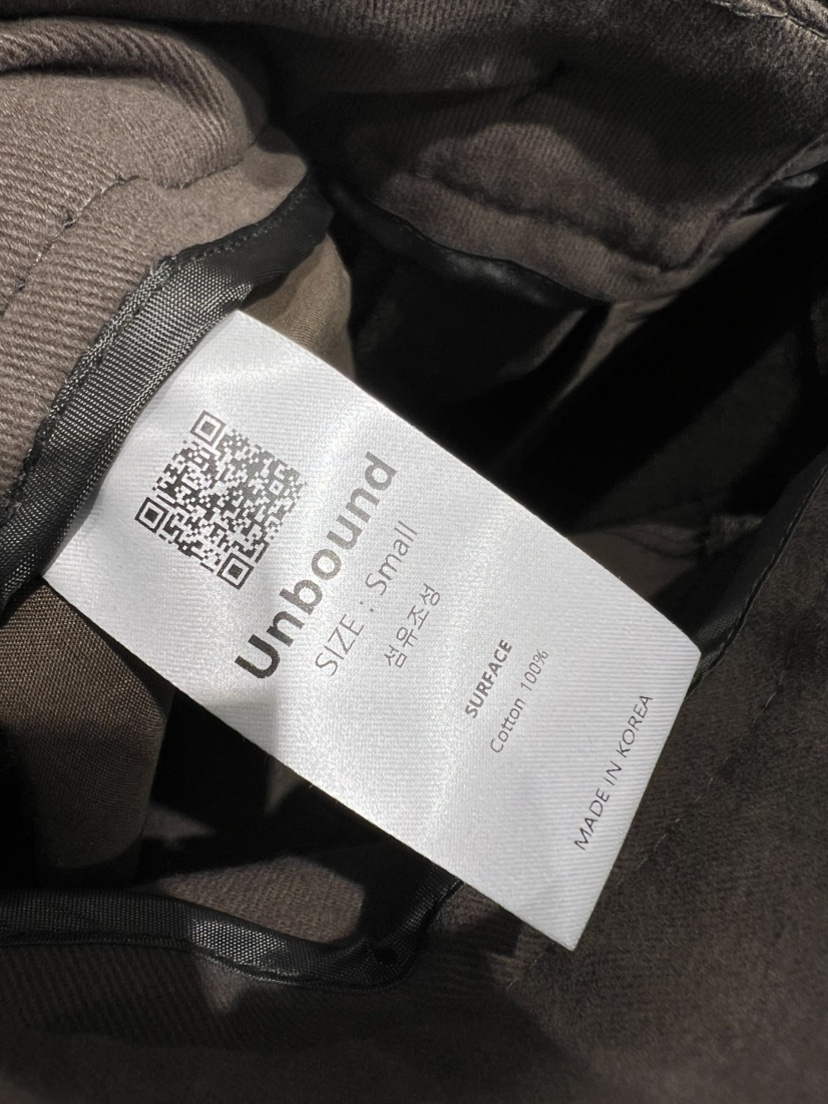 Unbound
SIZE : Small
섬유조성
SURFACE
Cotton 100%
MADE IN KOREA